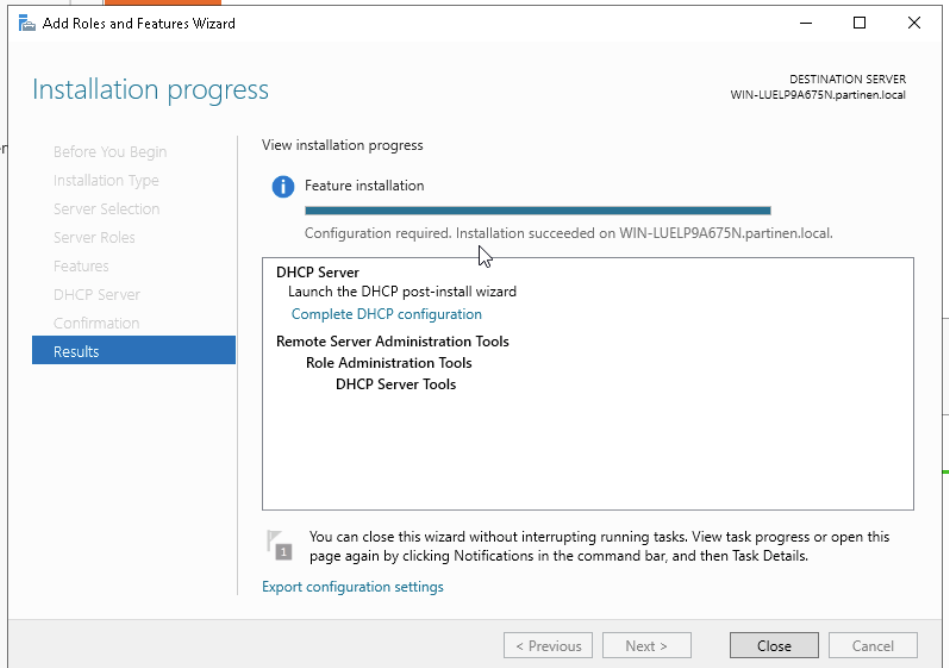 Add Roles and Features Wizard
Installation progress
DESTINATION SERVER
WIN-LUELP9A675N.partinen.local
Before You Begin
Installation Type
Server Selection
Server Roles
Features
DHCP Server
Confirmation
Results
View installation progress
Feature installation
Configuration required. Installation succeeded on WIN-LUELP9A675N.partinen.local.
DHCP Server
Launch the DHCP post-install wizard
Complete DHCP configuration
Remote Server Administration Tools
Role Administration Tools
DHCP Server Tools
1
You can close this wizard without interrupting running tasks. View task progress or open this
page again by clicking Notifications in the command bar, and then Task Details.
Export configuration settings
< Previous
Next >
Close
Cancel